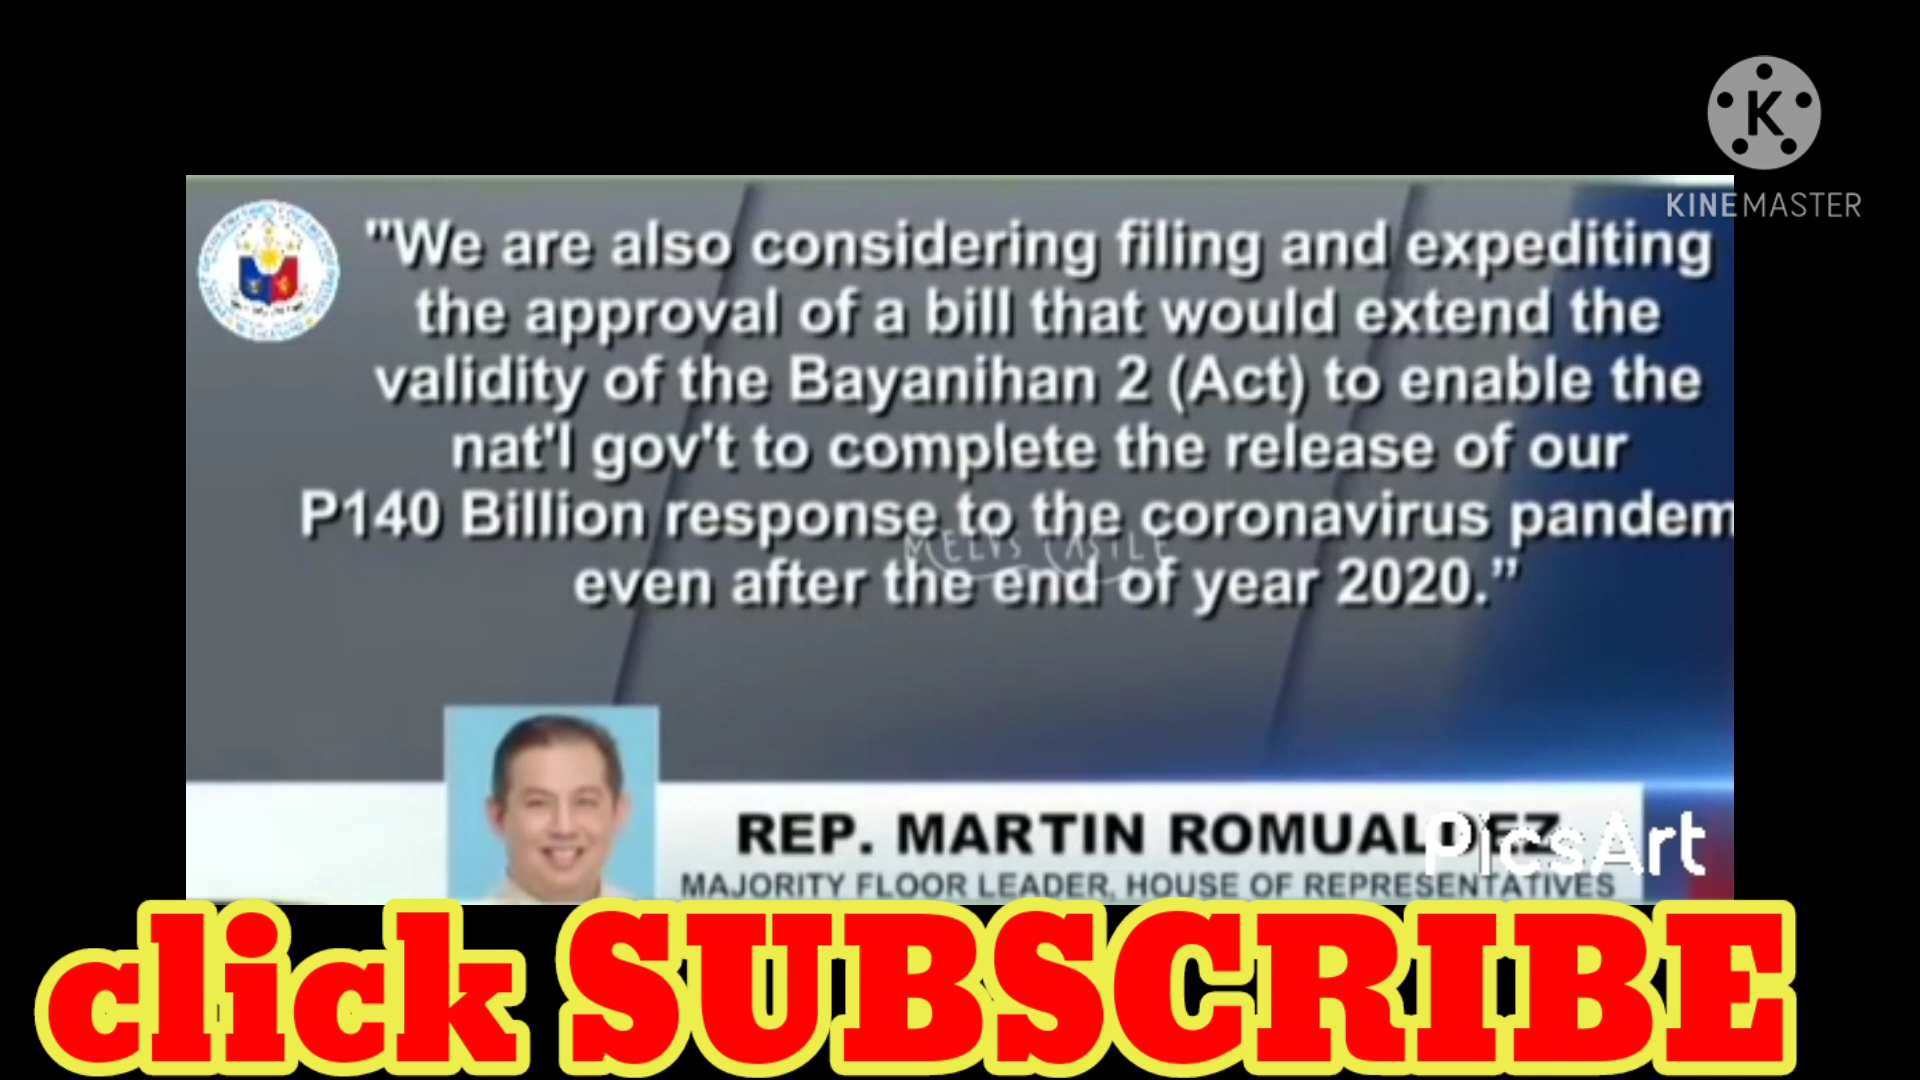 K
KINEMASTER
"We are also considering filing and expediting
the approval of a bill that would extend the
validity of the Bayanihan 2 (Act) to enable the
nat'l gov't to complete the release of our
P140 Billion response to the coronavirus pandem
MELVS CASTLE
even after the end of year 2020.”
REP. MARTIN ROMUALDEZ
PicsArt
MAJORITY FLOOR LEADER, HOUSE OF REPRESENTATIVES
click SUBSCRIBE